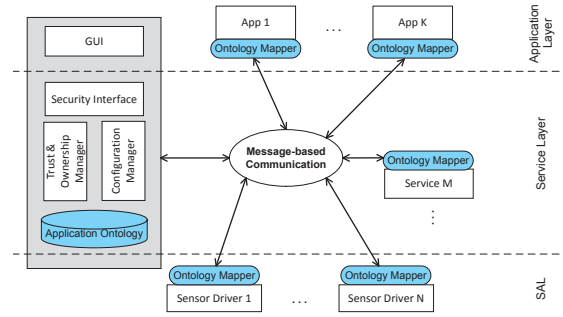 GUI
Security Interface
Trust &
Ownership
Manager
Configuration
Manager
Application Ontology
App 1
Ontology Mapper
...
App K
Ontology Mapper
Message-based
Communication
Ontology Mapper
Service M
...
Ontology Mapper
Sensor Driver 1
...
Ontology Mapper
Sensor Driver N
Application
Layer
Service Layer
SAL